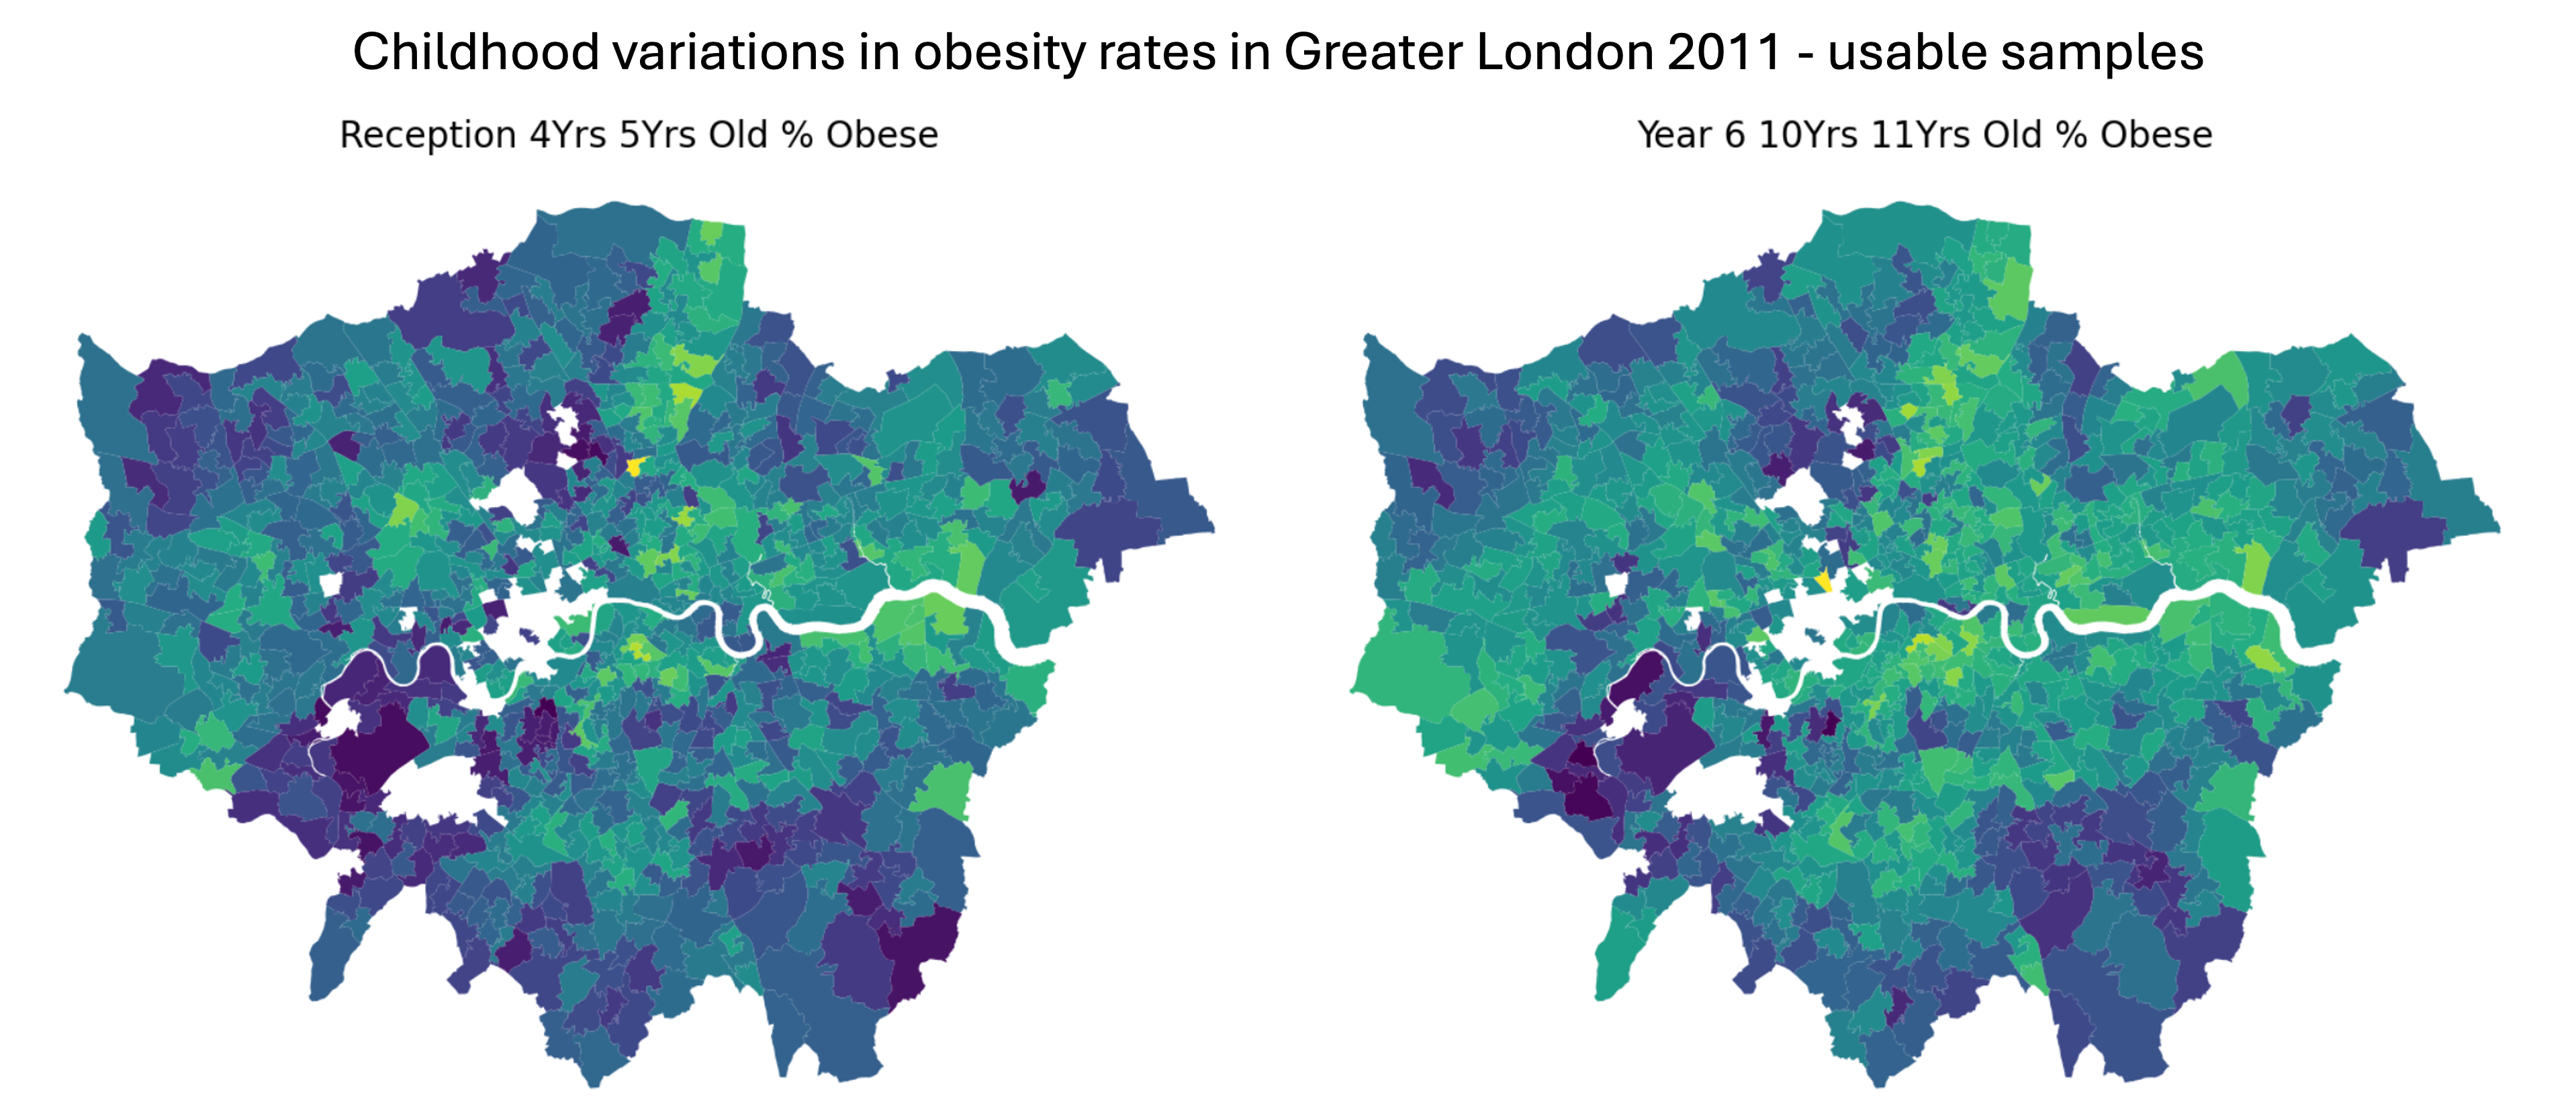 Childhood variations in obesity rates in Greater London 2011 - usable samples
Reception 4Yrs 5Yrs Old % Obese
Year 6 10Yrs 11Yrs Old % Obese